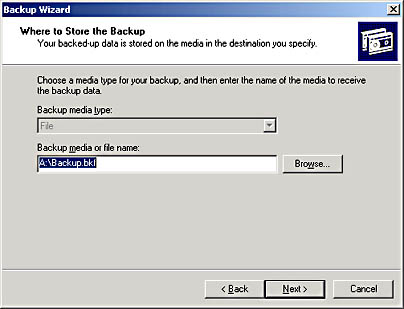 Backup Wizard
Where to Store the Backup
Your backed-up data is stored on the media in the destination you specify.
Choose a media type for your backup, and then enter the name of the media to receive
the backup data.
Backup media type:
File
Backup media or file name:
A:\Backup.bkf
Browse...
< Back
Next >
Cancel